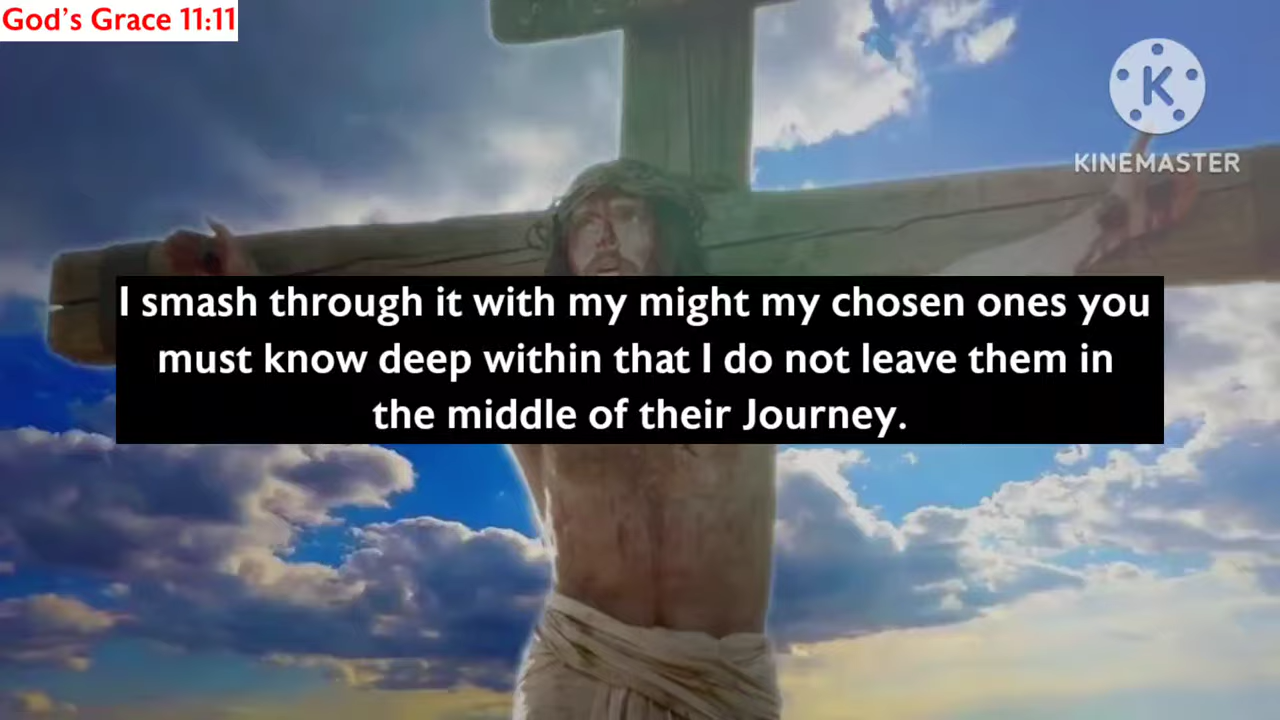 God's Grace 11:11
K
KINEMASTER
I smash through it with my might my chosen ones you
must know deep within that I do not leave them in
the middle of their Journey.